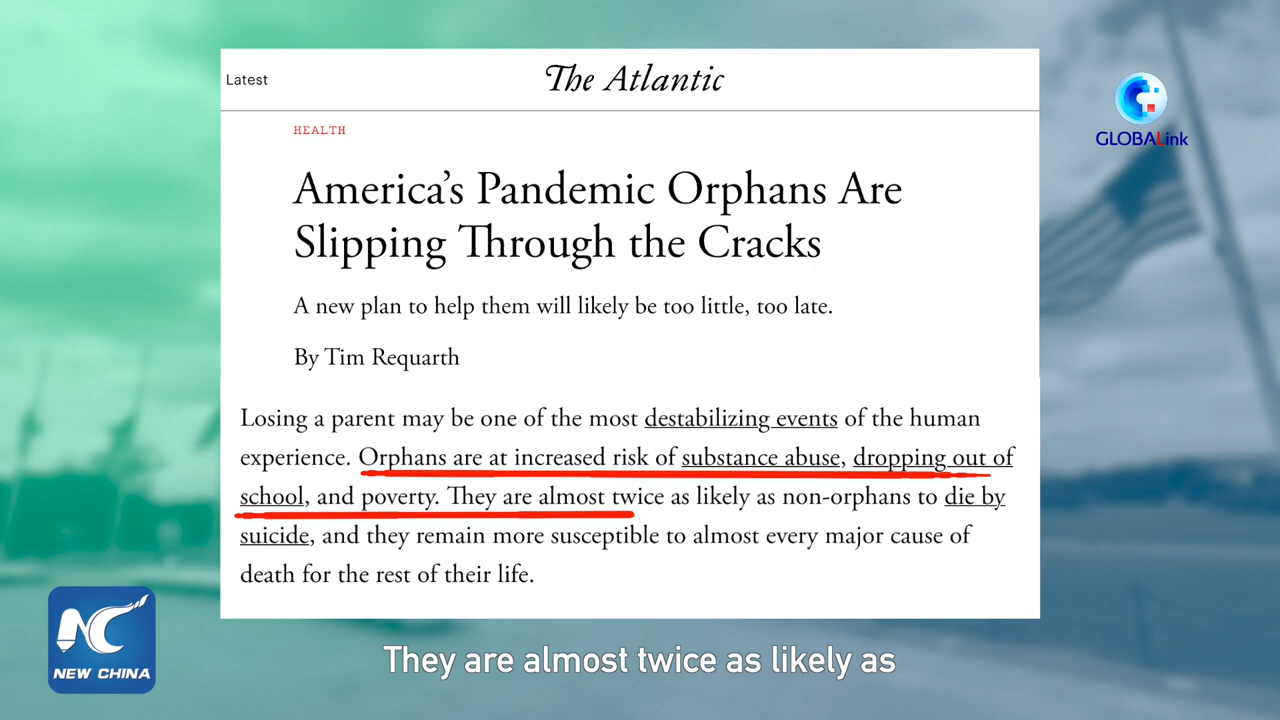 Latest
The Atlantic
GLOBALink
HEALTH
America's Pandemic Orphans Are
Slipping Through the Cracks
A new plan to help them will likely be too little, too late.
By Tim Requarth
Losing a parent may be one of the most destabilizing events of the human
experience. Orphans are at increased risk of substance abuse, dropping out of
school, and poverty. They are almost twice as likely as non-orphans to die by
suicide, and they remain more susceptible to almost every major cause of
death for the rest of their life.
NC
NEW CHINA
They are almost twice as likely as